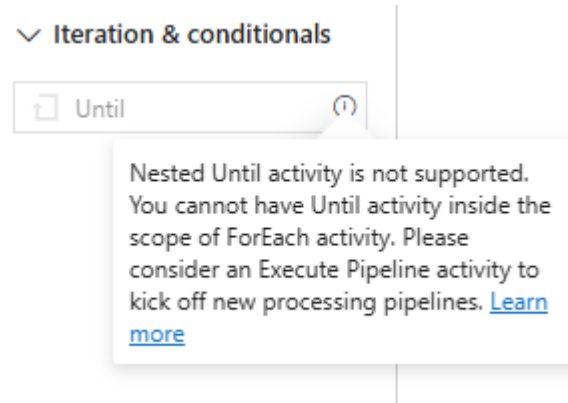 Iteration & conditionals
Until
Nested Until activity is not supported.
You cannot have Until activity inside the
scope of ForEach activity. Please
consider an Execute Pipeline activity to
kick off new processing pipelines. Learn
more